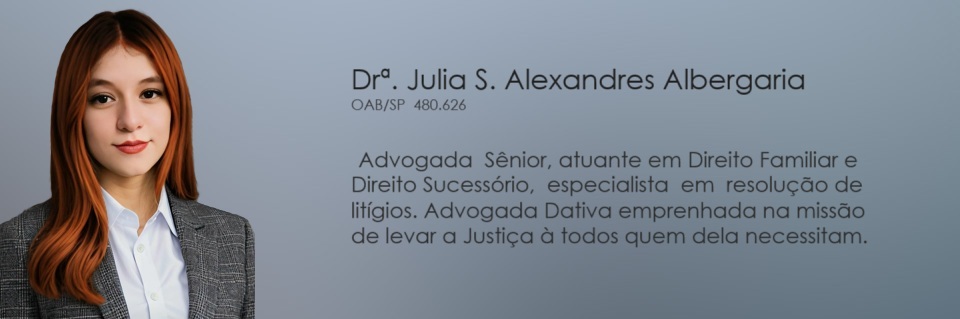 Drª. Julia S. Alexandres Albergaria
OAB/SP 480.626
Advogada Sênior, atuante em Direito Familiar e
Direito Sucessório, especialista em resolução de
litígios. Advogada Dativa emprenhada na missão
de levar a Justiça à todos quem dela necessitam.